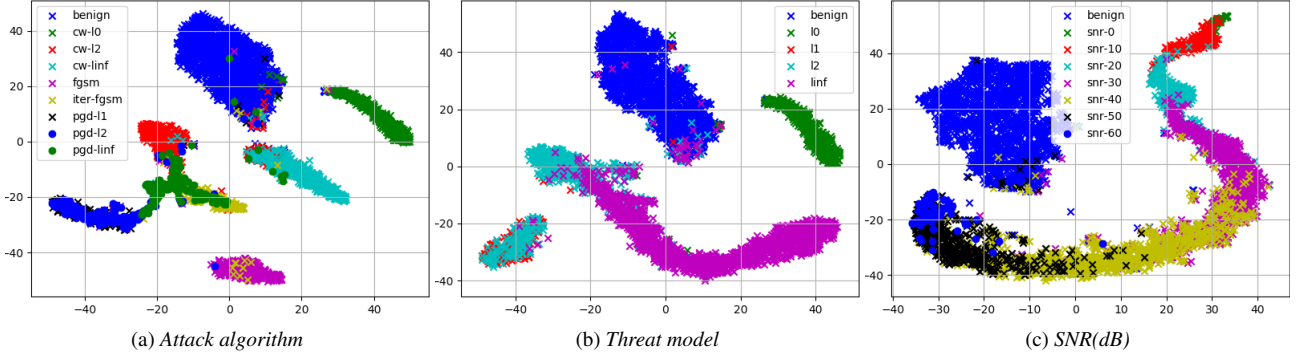 benign
cw-l0
cw-l2
cw-linf
fgsm
iter-fgsm
pgd-l1
pgd-l2
pgd-linf
40
20
0
−20
−40
−40 −20 0 20 40
(a) Attack algorithm
benign
l0
l1
l2
linf
60
40
20
0
−20
−40
−40 −20 0 20 40
(b) Threat model
benign
snr-0
snr-10
snr-20
snr-30
snr-40
snr-50
snr-60
40
20
0
−20
−40
−40 −30 −20 −10 0 10 20 30 40
(c) SNR(dB)